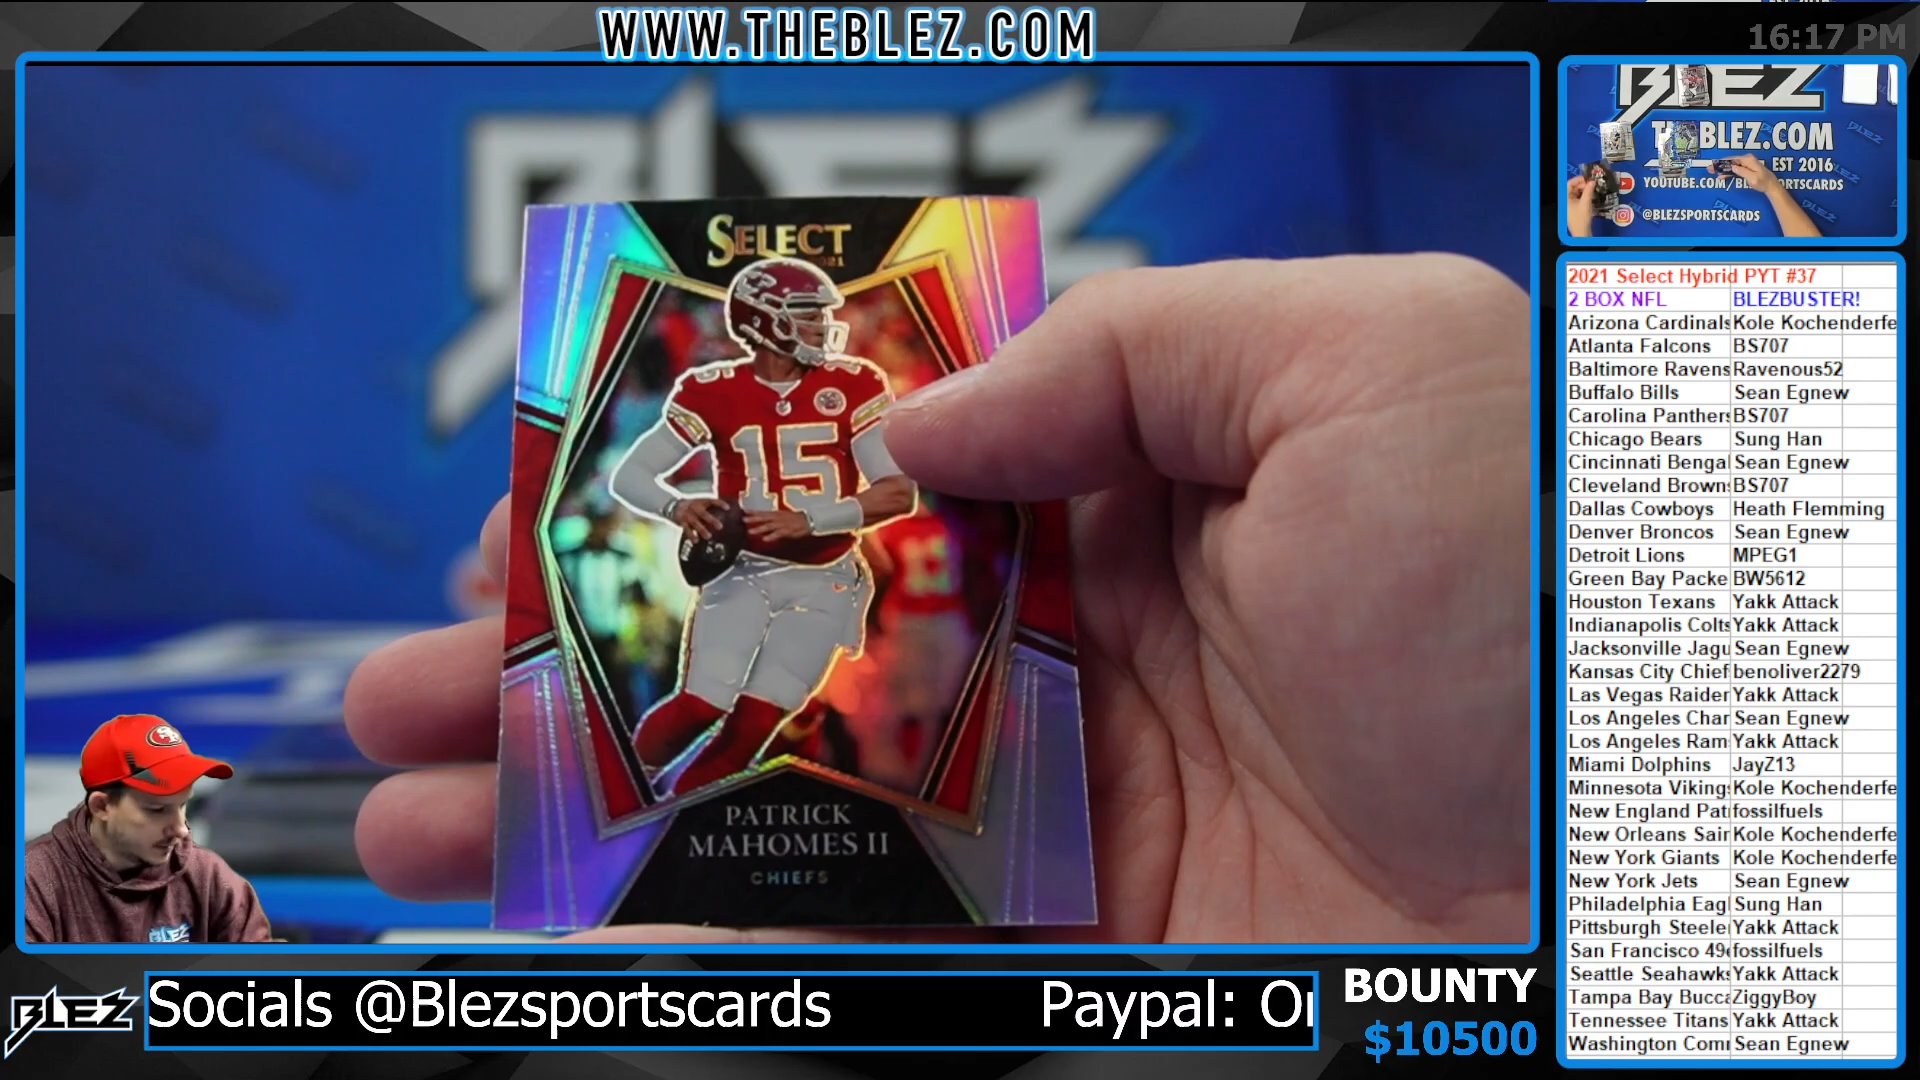 WWW.THEBLEZ.COM
16:17 PM
BLEZ
SELECT
2021
15
15
PATRICK
MAHOMES II
CHIEFS
BLEZ
THEBLEZ.COM
EST 2016
@BLEZSPORTSCARDS
2021 Select Hybrid PYT #37
2 BOX NFL BLEZBUSTER!
Arizona Cardinals Kole Kochenderfe
Atlanta Falcons BS707
Baltimore Ravens Ravenous52
Buffalo Bills Sean Egnew
Carolina Panthers BS707
Chicago Bears Sung Han
Cincinnati Bengal Sean Egnew
Cleveland Browns BS707
Dallas Cowboys Heath Flemming
Denver Broncos Sean Egnew
Detroit Lions MPEG1
Green Bay Packe BW5612
Houston Texans Yakk Attack
Indianapolis Colts Yakk Attack
Jacksonville Jagu Sean Egnew
Kansas City Chief benoliver2279
Las Vegas Raider Yakk Attack
Los Angeles Char Sean Egnew
Los Angeles Ram Yakk Attack
Miami Dolphins JayZ13
Minnesota Viking Kole Kochenderfe
New England Pat fossilfuels
New Orleans Sain Kole Kochenderfe
New York Giants Kole Kochenderfe
New York Jets Sean Egnew
Philadelphia Eagl Sung Han
Pittsburgh Steele Yakk Attack
San Francisco 49 fossilfuels
Seattle Seahawks Yakk Attack
Tampa Bay Bucca ZiggyBoy
Tennessee Titans Yakk Attack
Washington Com Sean Egnew
BLEZ
BLEZ
Socials @Blezsportscards Paypal:
BOUNTY
$10500